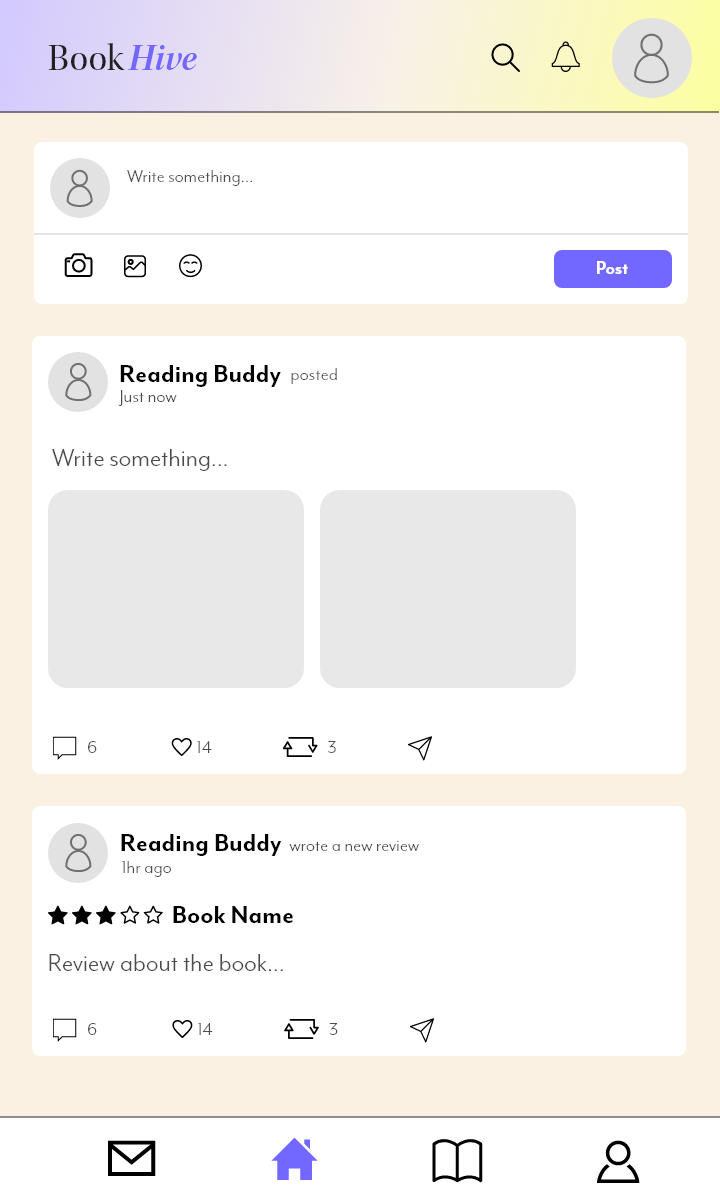 Book Hive
Write something...
Post
Reading Buddy posted
Just now
Write something...
6 14 3
Reading Buddy wrote a new review
1hr ago
Book Name
Review about the book...
6 14 3